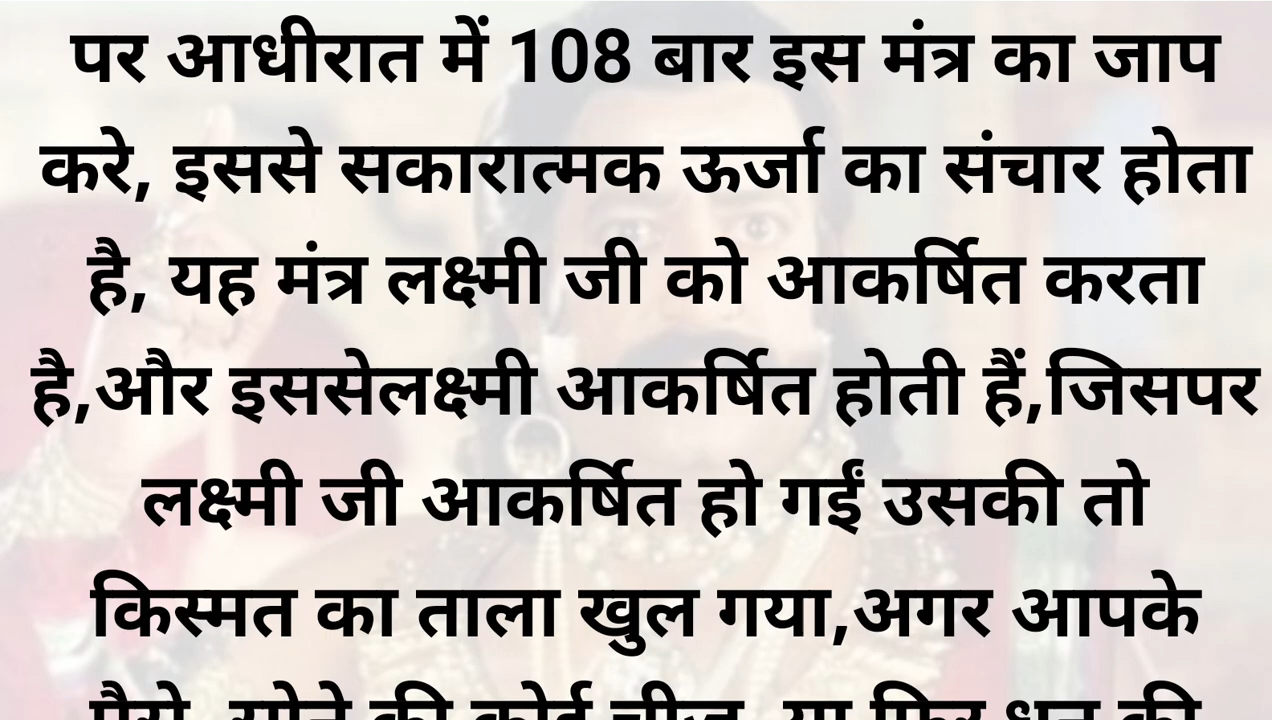 पर आधीरात में 108 बार इस मंत्र का जाप
करे, इससे सकारात्मक ऊर्जा का संचार होता
है, यह मंत्र लक्ष्मी जी को आकर्षित करता
है,और इससेलक्ष्मी आकर्षित होती हैं,जिसपर
लक्ष्मी जी आकर्षित हो गईं उसकी तो
किस्मत का ताला खुल गया,अगर आपके
पैसे, सोने की कोई चीज, या फिर धन की